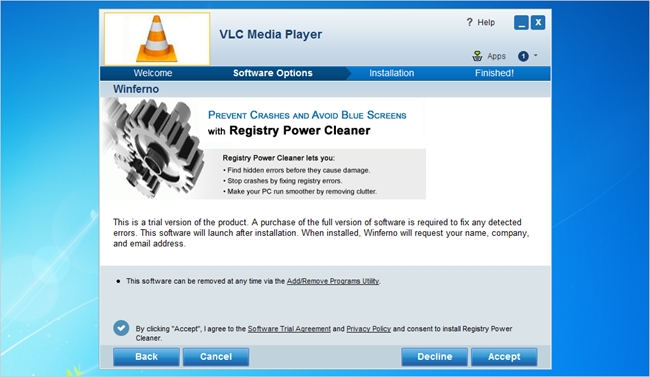 ? Help
VLC Media Player
Apps 1
Welcome Software Options Installation Finished!
Winferno
PREVENT CRASHES AND AVOID BLUE SCREENS
with Registry Power Cleaner
Registry Power Cleaner lets you:
• Find hidden errors before they cause damage.
• Stop crashes by fixing registry errors.
• Make your PC run smoother by removing clutter.
This is a trial version of the product. A purchase of the full version of software is required to fix any detected
errors. This software will launch after installation. When installed, Winferno will request your name, company,
and email address.
• This software can be removed at any time via the Add/Remove Programs Utility.
By clicking "Accept", I agree to the Software Trial Agreement and Privacy Policy and consent to install Registry Power
Cleaner.
Back Cancel Decline Accept